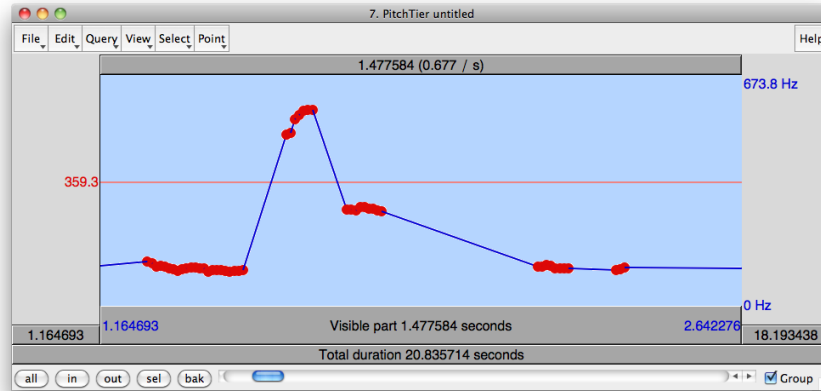 7. PitchTier untitled
File Edit Query View Select Point Help
1.477584 (0.677 / s)
673.8 Hz
359.3
0 Hz
1.164693 Visible part 1.477584 seconds 2.642276
1.164693 18.193438
Total duration 20.835714 seconds
all in out sel bak Group